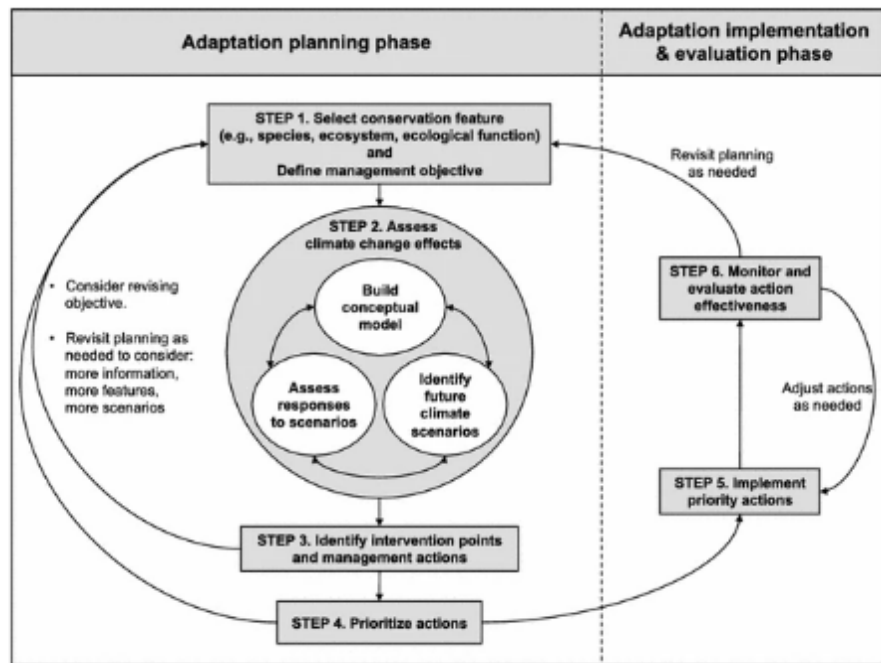 Adaptation planning phase
Adaptation implementation
& evaluation phase
STEP 1. Select conservation feature
(e.g., species, ecosystem, ecological function)
and
Define management objective
Revisit planning
as needed
STEP 2. Assess
climate change effects
Build
conceptual
model
Assess
responses
to scenarios
Identify
future
climate
scenarios
• Consider revising
objective.
• Revisit planning as
needed to consider:
more information,
more features,
more scenarios
STEP 6. Monitor and
evaluate action
effectiveness
Adjust actions
as needed
STEP 5. Implement
priority actions
STEP 3. Identify intervention points
and management actions
STEP 4. Prioritize actions